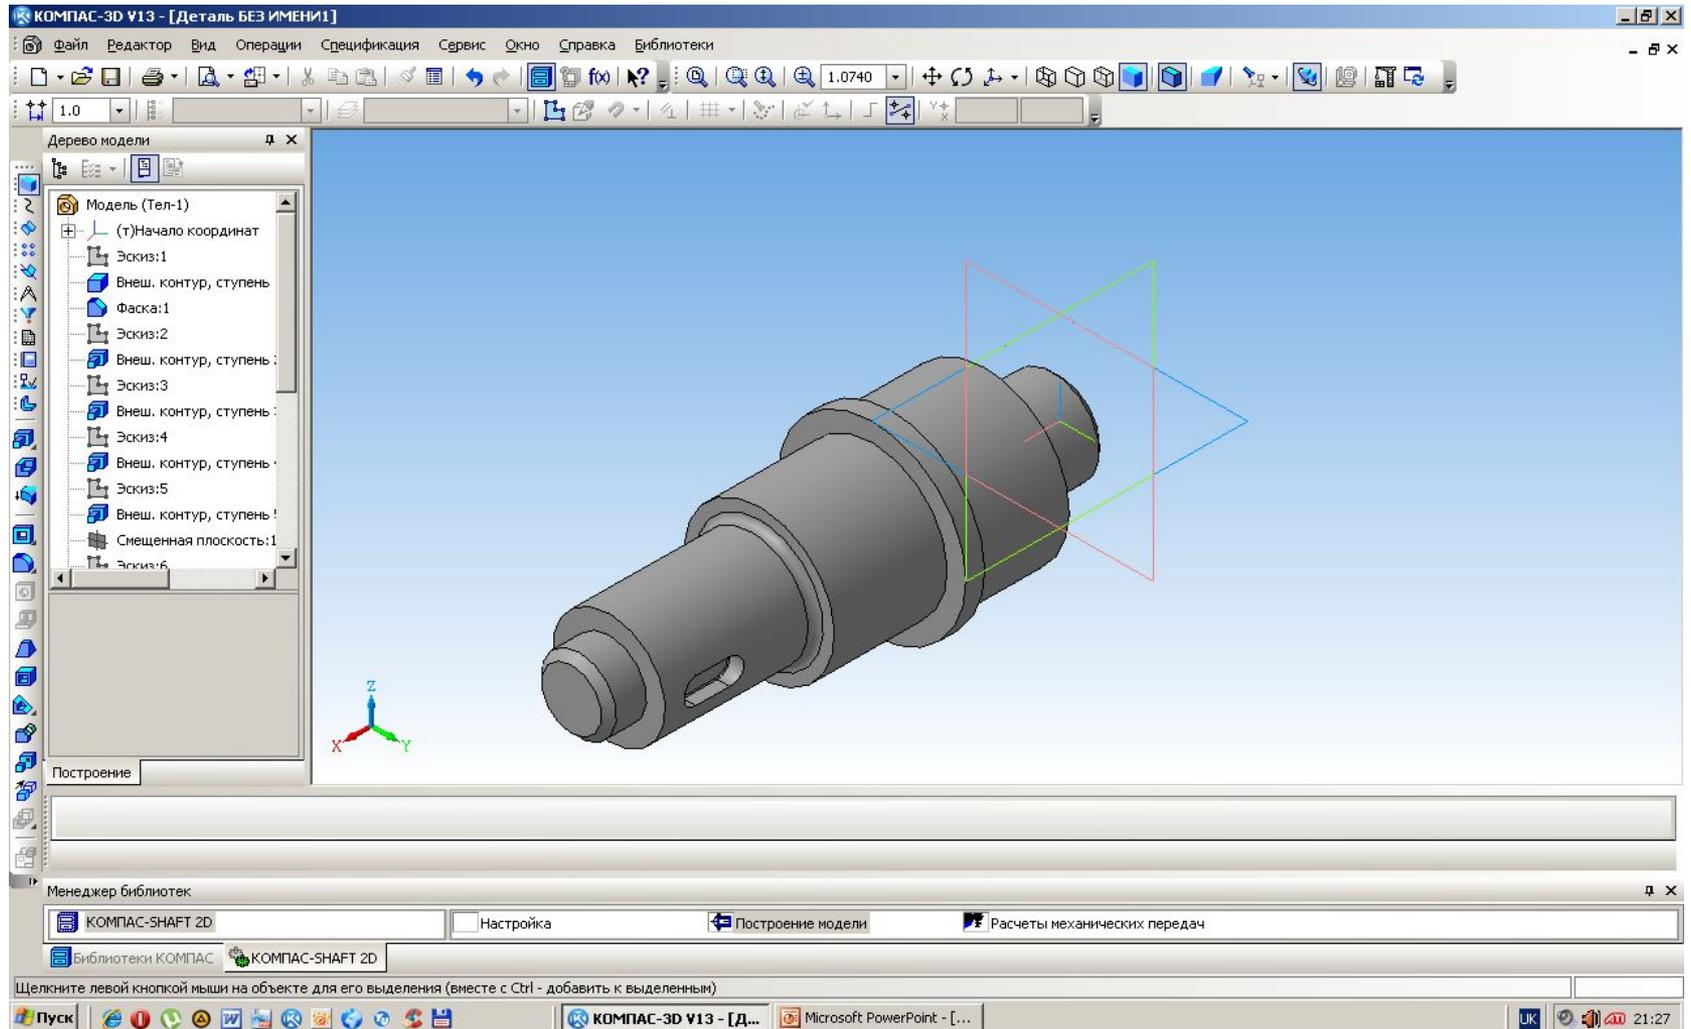 КОМПАС-3D V13 - [Деталь БЕЗ ИМЕНИ1]
Файл Редактор Вид Операции Спецификация Сервис Окно Справка Библиотеки
1.0740
1.0
Дерево модели
Модель (Тел-1)
(т)Начало координат
Эскиз:1
Внеш. контур, ступень
Фаска:1
Эскиз:2
Внеш. контур, ступень
Эскиз:3
Внеш. контур, ступень
Эскиз:4
Внеш. контур, ступень
Эскиз:5
Внеш. контур, ступень
Смещенная плоскость:1
Эскиз:6
Z
X Y
Построение
Менеджер библиотек
КОМПАС-SHAFT 2D Настройка Построение модели Расчеты механических передач
Библиотеки КОМПАС КОМПАС-SHAFT 2D
Щелкните левой кнопкой мыши на объекте для его выделения (вместе с Ctrl - добавить к выделенным)
Пуск КОМПАС-3D V13 - [Д... Microsoft PowerPoint - [... UK 21:27